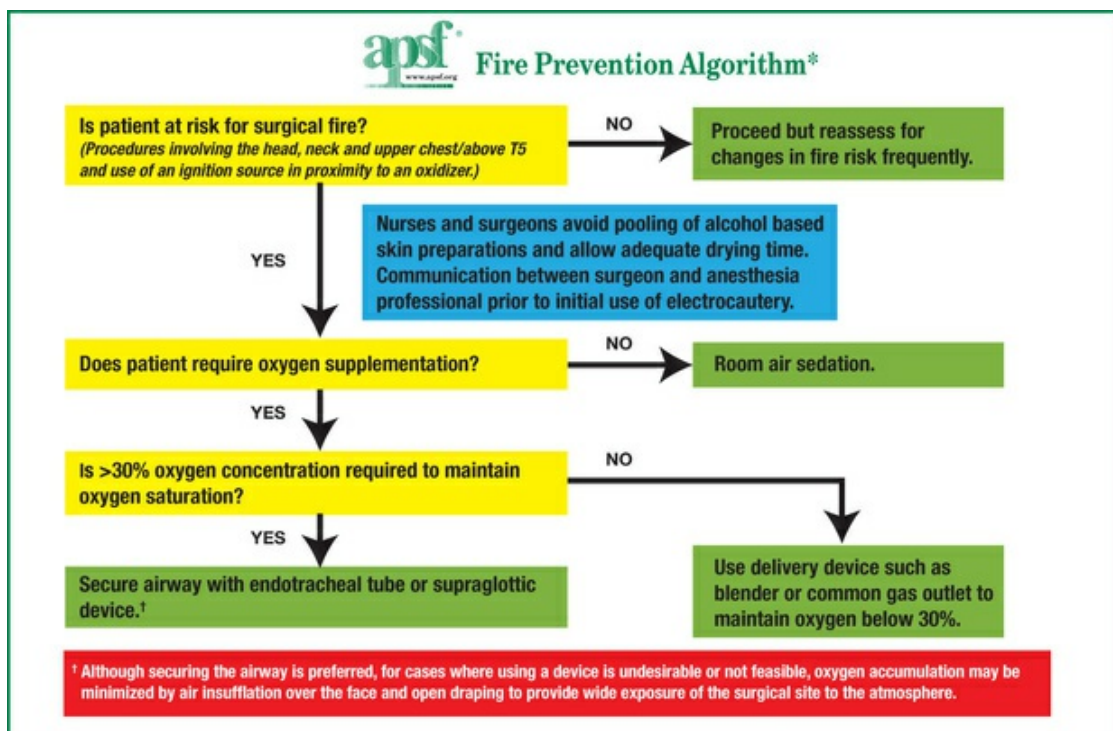 apsf®
www.apsf.org
Fire Prevention Algorithm*
Is patient at risk for surgical fire?
(Procedures involving the head, neck and upper chest/above T5
and use of an ignition source in proximity to an oxidizer.)
NO
Proceed but reassess for
changes in fire risk frequently.
YES
Nurses and surgeons avoid pooling of alcohol based
skin preparations and allow adequate drying time.
Communication between surgeon and anesthesia
professional prior to initial use of electrocautery.
Does patient require oxygen supplementation?
NO
Room air sedation.
YES
Is >30% oxygen concentration required to maintain
oxygen saturation?
NO
YES
Secure airway with endotracheal tube or supraglottic
device.†
Use delivery device such as
blender or common gas outlet to
maintain oxygen below 30%.
† Although securing the airway is preferred, for cases where using a device is undesirable or not feasible, oxygen accumulation may be
minimized by air insufflation over the face and open draping to provide wide exposure of the surgical site to the atmosphere.